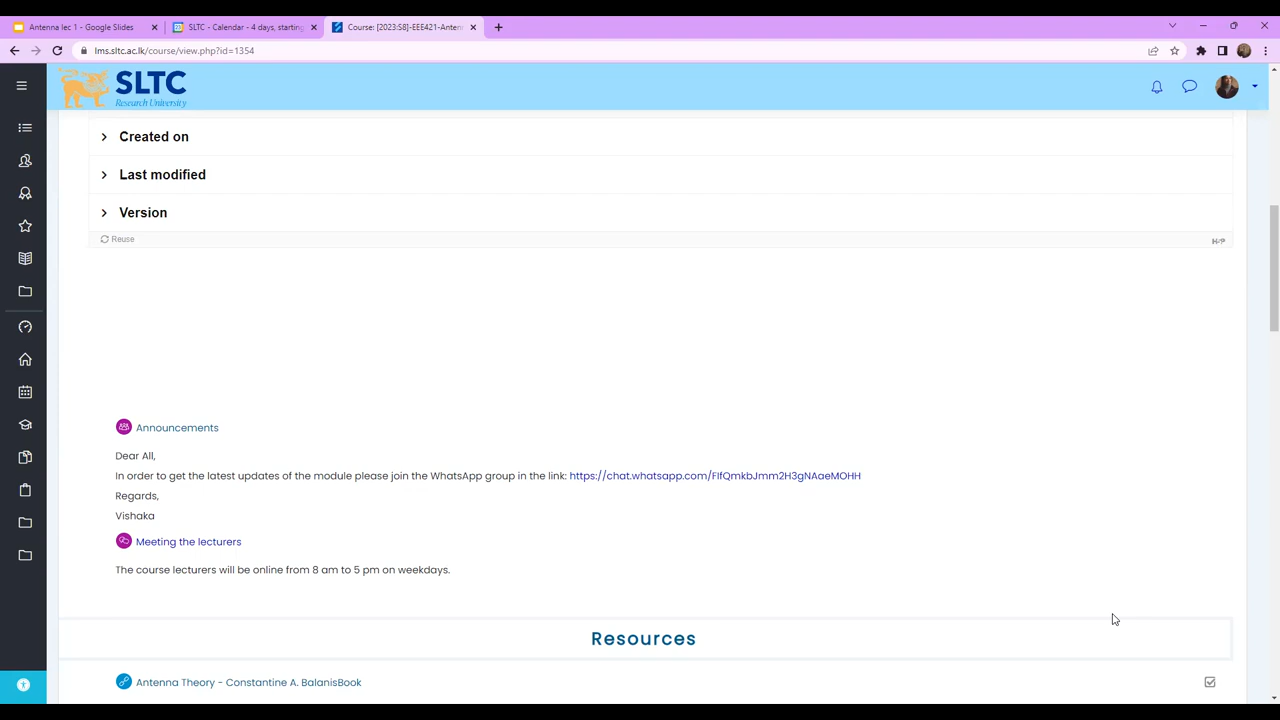 Antenna lec 1 - Google Slides
SLTC - Calendar - 4 days, starting
Course: [2023:S8]-EEE421-Anten
lms.sltc.ac.lk/course/view.php?id=1354
SLTC
Research University
Created on
Last modified
Version
Reuse
H-P
Announcements
Dear All,
In order to get the latest updates of the module please join the WhatsApp group in the link: https://chat.whatsapp.com/FIfQmkbJmm2H3gNAaeMOHH
Regards,
Vishaka
Meeting the lecturers
The course lecturers will be online from 8 am to 5 pm on weekdays.
Resources
Antenna Theory - Constantine A. BalanisBook